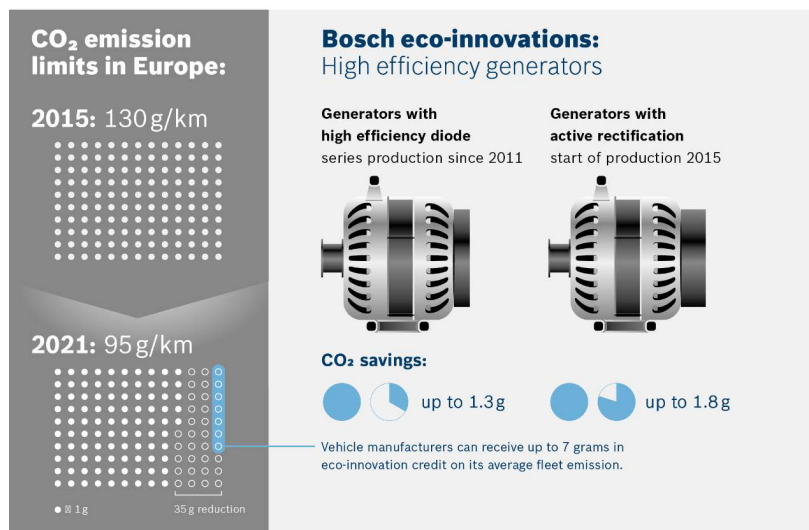 CO₂ emission
limits in Europe:
2015: 130 g/km
2021: 95 g/km
1 g
35 g reduction
Bosch eco-innovations:
High efficiency generators
Generators with
high efficiency diode
series production since 2011
Generators with
active rectification
start of production 2015
CO₂ savings:
up to 1.3 g
up to 1.8 g
Vehicle manufacturers can receive up to 7 grams in
eco-innovation credit on its average fleet emission.